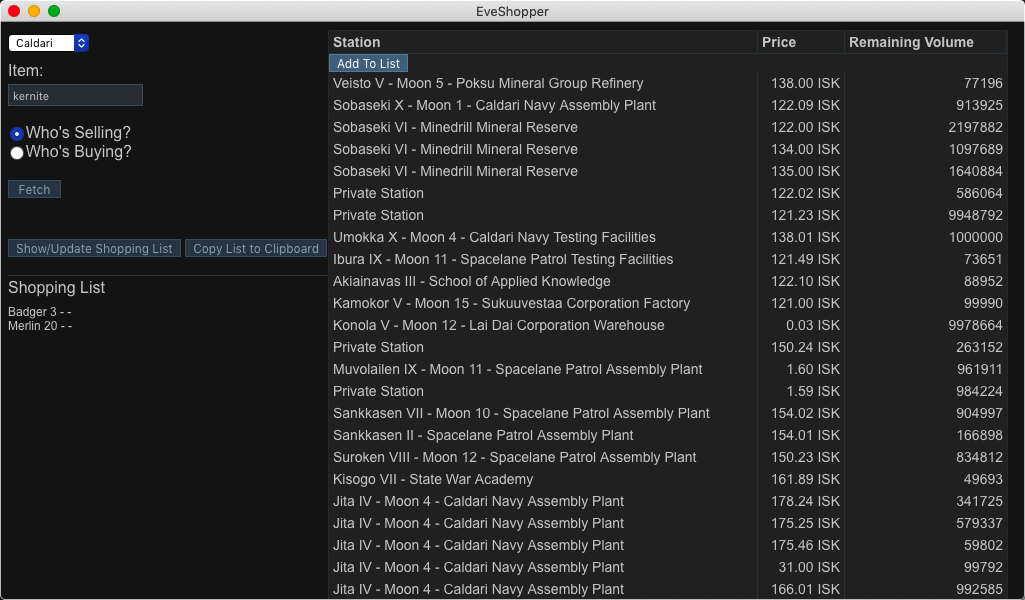 EveShopper
Caldari
Item:
kernite
Who's Selling?
Who's Buying?
Fetch
Show/Update Shopping List Copy List to Clipboard
Shopping List
Badger 3 - -
Merlin 20 - -
Station Price Remaining Volume
Add To List
Veisto V - Moon 5 - Poksu Mineral Group Refinery 138.00 ISK 77196
Sobaseki X - Moon 1 - Caldari Navy Assembly Plant 122.09 ISK 913925
Sobaseki VI - Minedrill Mineral Reserve 122.00 ISK 2197882
Sobaseki VI - Minedrill Mineral Reserve 134.00 ISK 1097689
Sobaseki VI - Minedrill Mineral Reserve 135.00 ISK 1640884
Private Station 122.02 ISK 586064
Private Station 121.23 ISK 9948792
Umokka X - Moon 4 - Caldari Navy Testing Facilities 138.01 ISK 1000000
Ibura IX - Moon 11 - Spacelane Patrol Testing Facilities 121.49 ISK 73651
Akiainavas III - School of Applied Knowledge 122.10 ISK 88952
Kamokor V - Moon 15 - Sukuuvestaa Corporation Factory 121.00 ISK 99990
Konola V - Moon 12 - Lai Dai Corporation Warehouse 0.03 ISK 9978664
Private Station 150.24 ISK 263152
Muvolailen IX - Moon 11 - Spacelane Patrol Assembly Plant 1.60 ISK 961911
Private Station 1.59 ISK 984224
Sankkasen VII - Moon 10 - Spacelane Patrol Assembly Plant 154.02 ISK 904997
Sankkasen II - Spacelane Patrol Assembly Plant 154.01 ISK 166898
Suroken VIII - Moon 12 - Spacelane Patrol Assembly Plant 150.23 ISK 834812
Kisogo VII - State War Academy 161.89 ISK 49693
Jita IV - Moon 4 - Caldari Navy Assembly Plant 178.24 ISK 341725
Jita IV - Moon 4 - Caldari Navy Assembly Plant 175.25 ISK 579337
Jita IV - Moon 4 - Caldari Navy Assembly Plant 175.46 ISK 59802
Jita IV - Moon 4 - Caldari Navy Assembly Plant 31.00 ISK 99792
Jita IV - Moon 4 - Caldari Navy Assembly Plant 166.01 ISK 992585